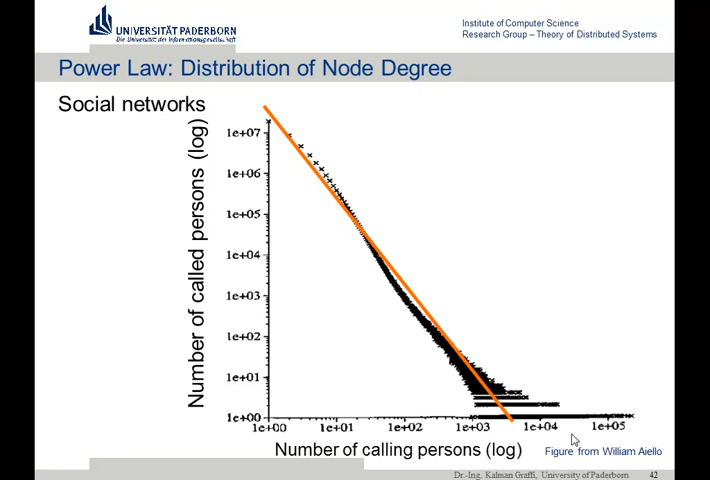 UNIVERSITÄT PADERBORN
Die Universität der Informationsgesellschaft
Institute of Computer Science
Research Group – Theory of Distributed Systems
Power Law: Distribution of Node Degree
Social networks
Number of called persons (log)
1e+07
1e+06
1e+05
1e+04
1e+03
1e+02
1e+01
1e+00
1e+00 1e+01 1e+02 1e+03 1e+04 1e+05
Number of calling persons (log)
Figure from William Aiello
Dr.-Ing. Kalman Graffi, University of Paderborn 42